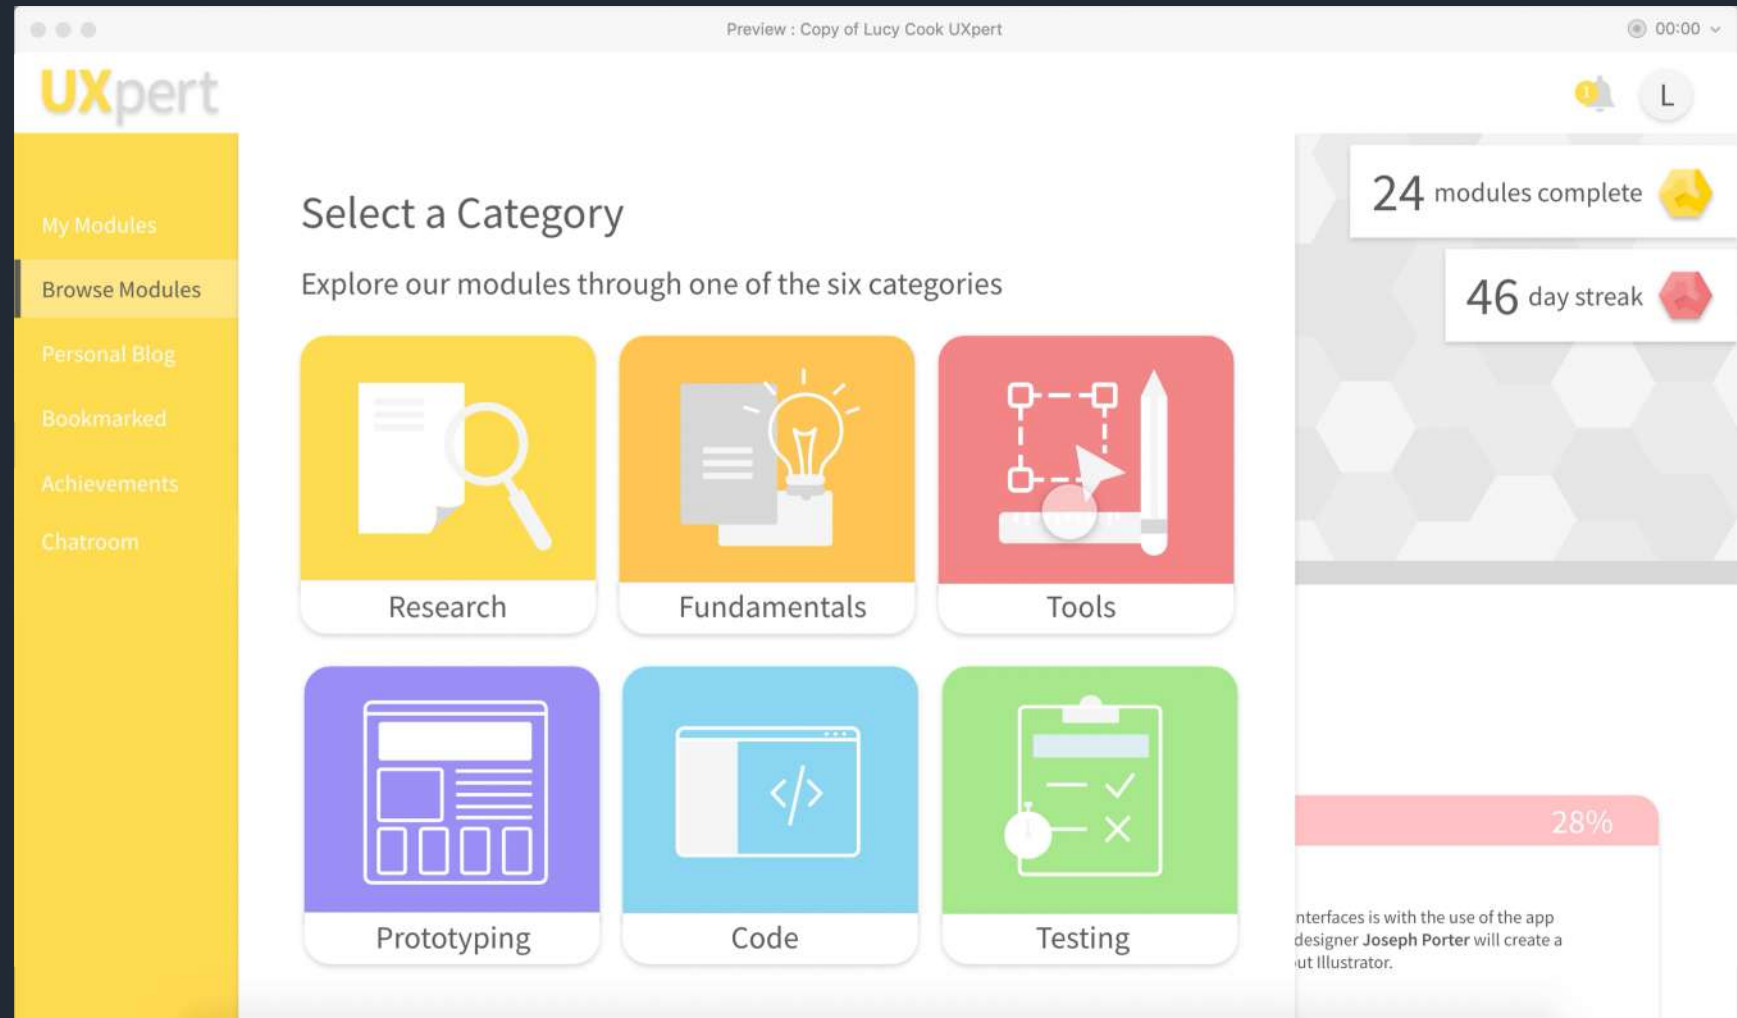 Preview : Copy of Lucy Cook UXpert
00:00
UXpert
1
L
My Modules
Browse Modules
Personal Blog
Bookmarked
Achievements
Chatroom
Select a Category
Explore our modules through one of the six categories
Research
Fundamentals
Tools
Prototyping
</>
Code
Testing
24 modules complete
46 day streak
28%
nterfaces is with the use of the app
designer Joseph Porter will create a
ut Illustrator.